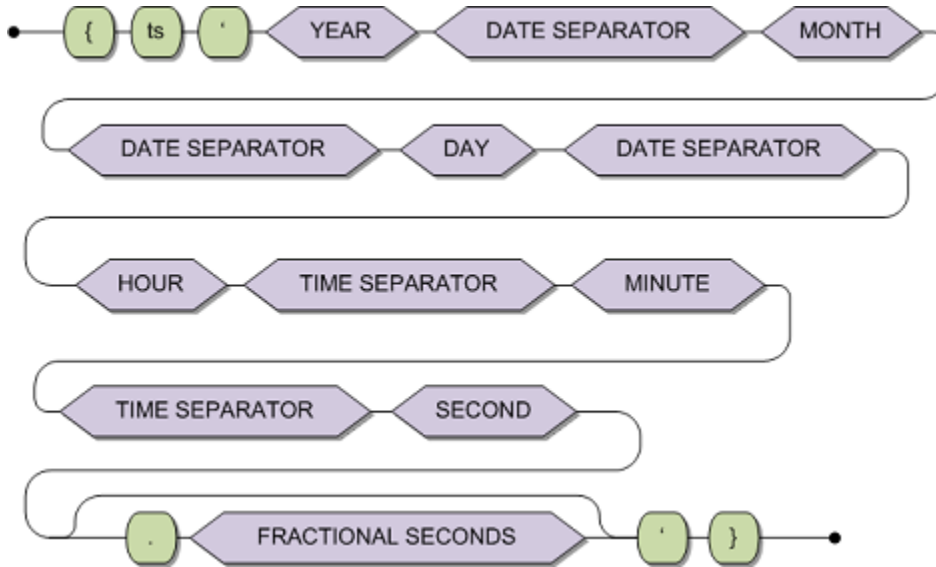 { ts ‘ YEAR DATE SEPARATOR MONTH
DATE SEPARATOR DAY DATE SEPARATOR
HOUR TIME SEPARATOR MINUTE
TIME SEPARATOR SECOND
. FRACTIONAL SECONDS ‘ }